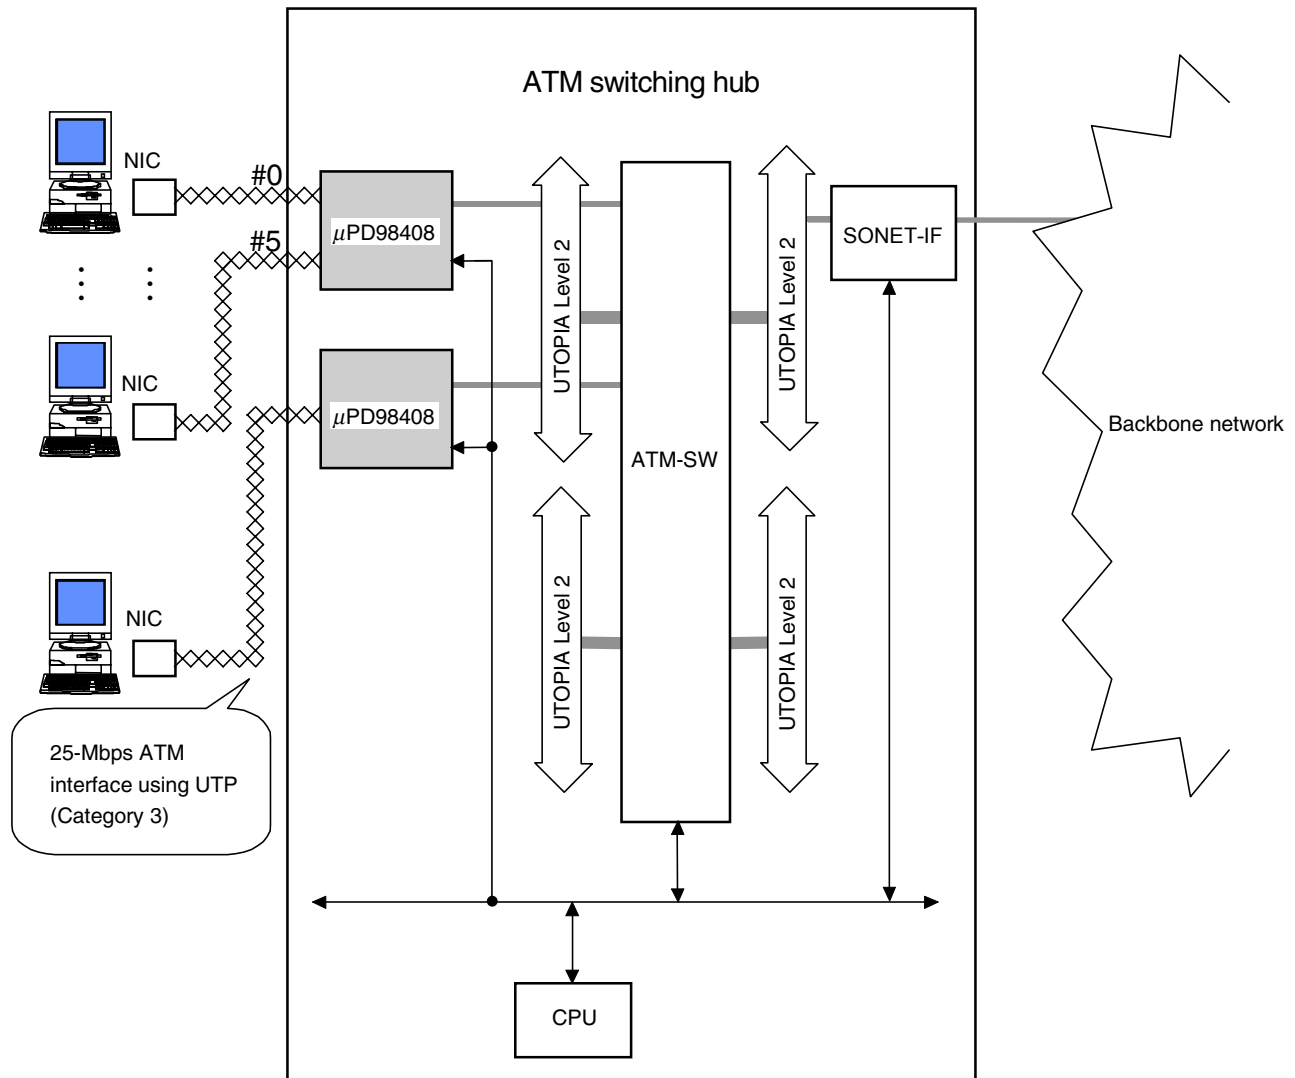 ATM switching hub
NIC
#0
μPD98408
#5
SONET-IF
UTOPIA Level 2
UTOPIA Level 2
NIC
μPD98408
Backbone network
ATM-SW
UTOPIA Level 2
UTOPIA Level 2
NIC
25-Mbps ATM
interface using UTP
(Category 3)
CPU